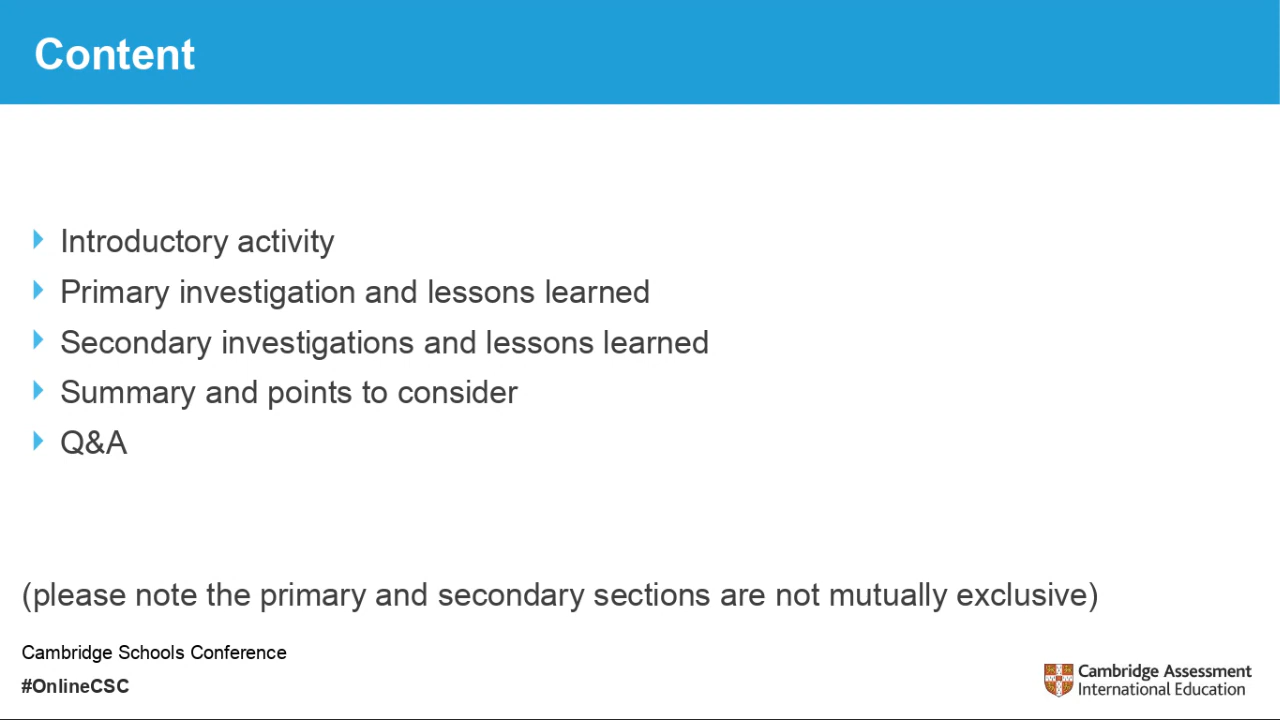 Content
Introductory activity
Primary investigation and lessons learned
Secondary investigations and lessons learned
Summary and points to consider
Q&A
(please note the primary and secondary sections are not mutually exclusive)
Cambridge Schools Conference
#OnlineCSC
Cambridge Assessment
International Education